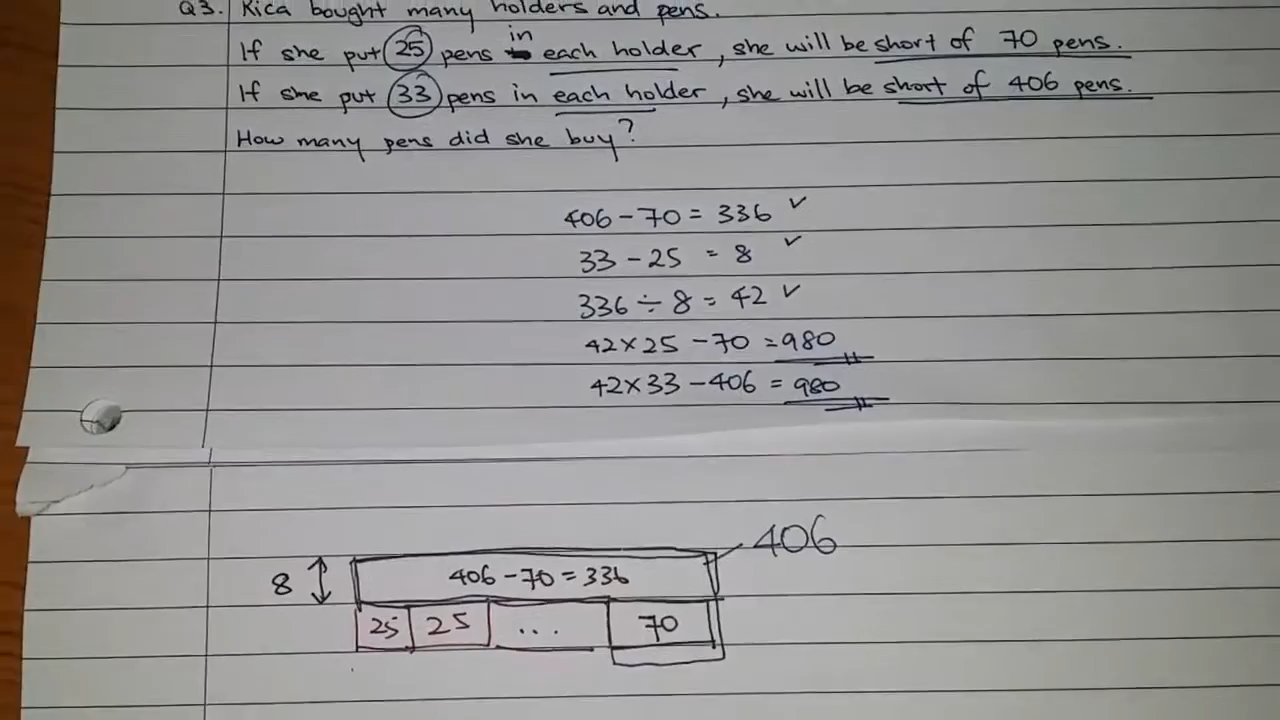 Q3. Kica bought many holders and pens.
If she put 25 pens in each holder, she will be short of 70 pens.
If she put 33 pens in each holder, she will be short of 406 pens.
How many pens did she buy?
406 - 70 = 336 ✓
33 - 25 = 8 ✓
336 ÷ 8 = 42 ✓
42 × 25 - 70 = 980
42 × 33 - 406 = 980
406
8 406 - 70 = 336
25 25 ... 70